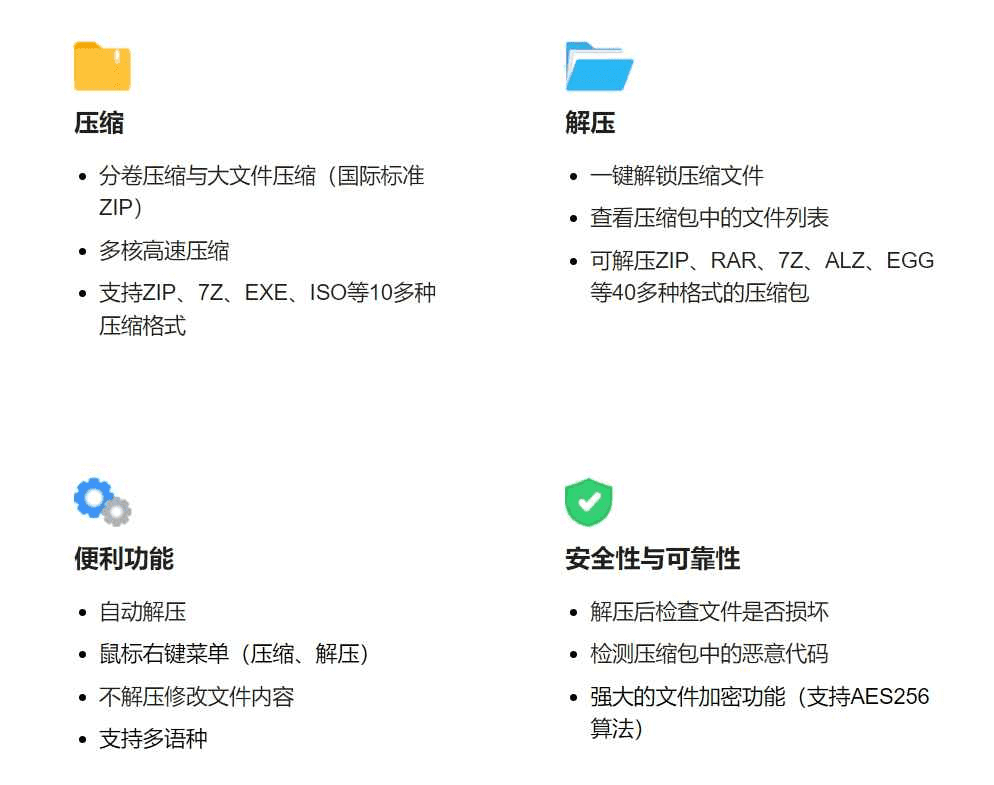 压缩
分卷压缩与大文件压缩（国际标准
ZIP）
多核高速压缩
支持ZIP、7Z、EXE、ISO等10多种
压缩格式
解压
一键解锁压缩文件
查看压缩包中的文件列表
可解压ZIP、RAR、7Z、ALZ、EGG
等40多种格式的压缩包
便利功能
自动解压
鼠标右键菜单（压缩、解压）
不解压修改文件内容
支持多语种
安全性与可靠性
解压后检查文件是否损坏
检测压缩包中的恶意代码
强大的文件加密功能（支持AES256
算法）